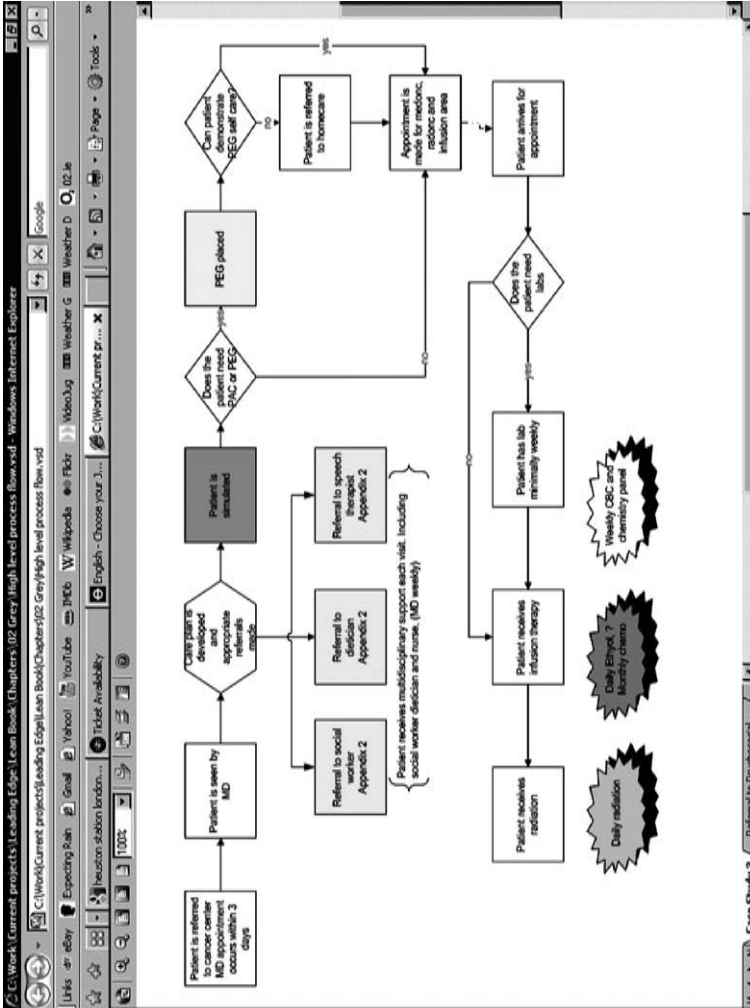 C:\Work\Current projects\Leading Edge\Lean Book\Chapters\02 Grey\High level process flow.vsd - Windows Internet Explorer
C:\Work\Current projects\Leading Edge\Lean Book\Chapters\02 Grey\High level process flow.vsd
Google
Links
eBay
Expecting Rain
Gmail
Yahoo!
YouTube
IMDb
Wikipedia
Flickr
VideoJug
Weather G
Weather D
O2.ie
heuston station london...
Ticket Availability
English - Choose your J...
C:\Work\Current pr...
Page
Tools
100%
Patient is referred
to cancer center
MD appointment
occurs within 3
days
Patient is seen by
MD
Care plan is
developed
and
appropriate
referrals
made
Patient is
simulated
Does the
patient need
PAC or PEG
yes
PEG placed
Can patient
demonstrate
PEG self care?
yes
no
Patient is referred
to homecare
Referral to social
worker
Appendix 2
Referral to
dietician
Appendix 2
Referral to speech
therapist
Appendix 2
Patient receives multidisciplinary support each visit. Including
social worker dietician and nurse, (MD weekly)
no
Appointment is
made for medonc,
radonc and
infusion area
Patient arrives for
appointment
Does the
patient need
labs
yes
no
Patient has lab
minimally weekly
Patient receives
infusion therapy
Patient receives
radiation
Daily radiation
Daily Ethyol, ?
Monthly chemo
Weekly CBC and
chemistry panel